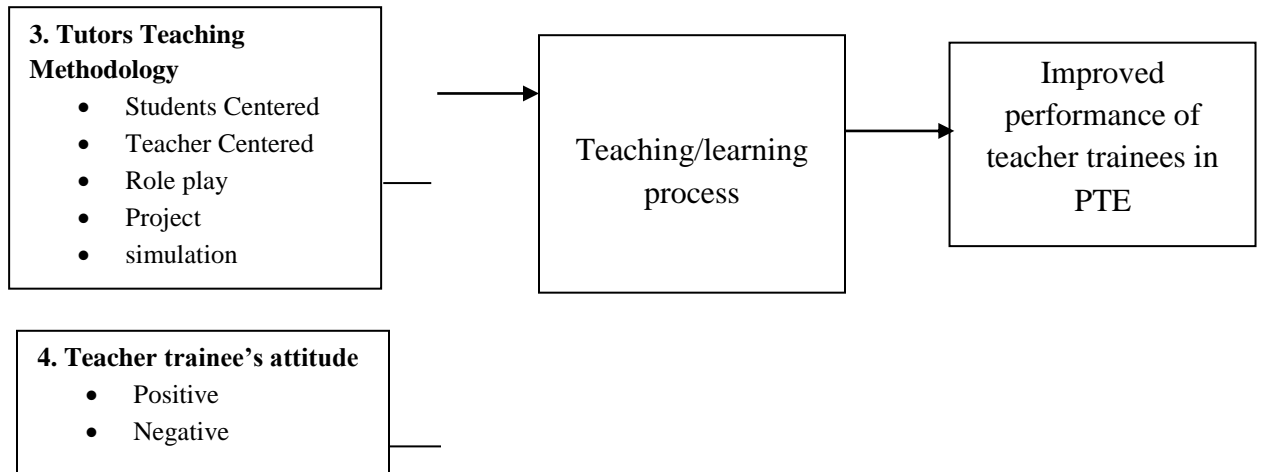 3. Tutors Teaching
Methodology
• Students Centered
• Teacher Centered
• Role play
• Project
• simulation
Teaching/learning
process
Improved
performance of
teacher trainees in
PTE
4. Teacher trainee’s attitude
• Positive
• Negative